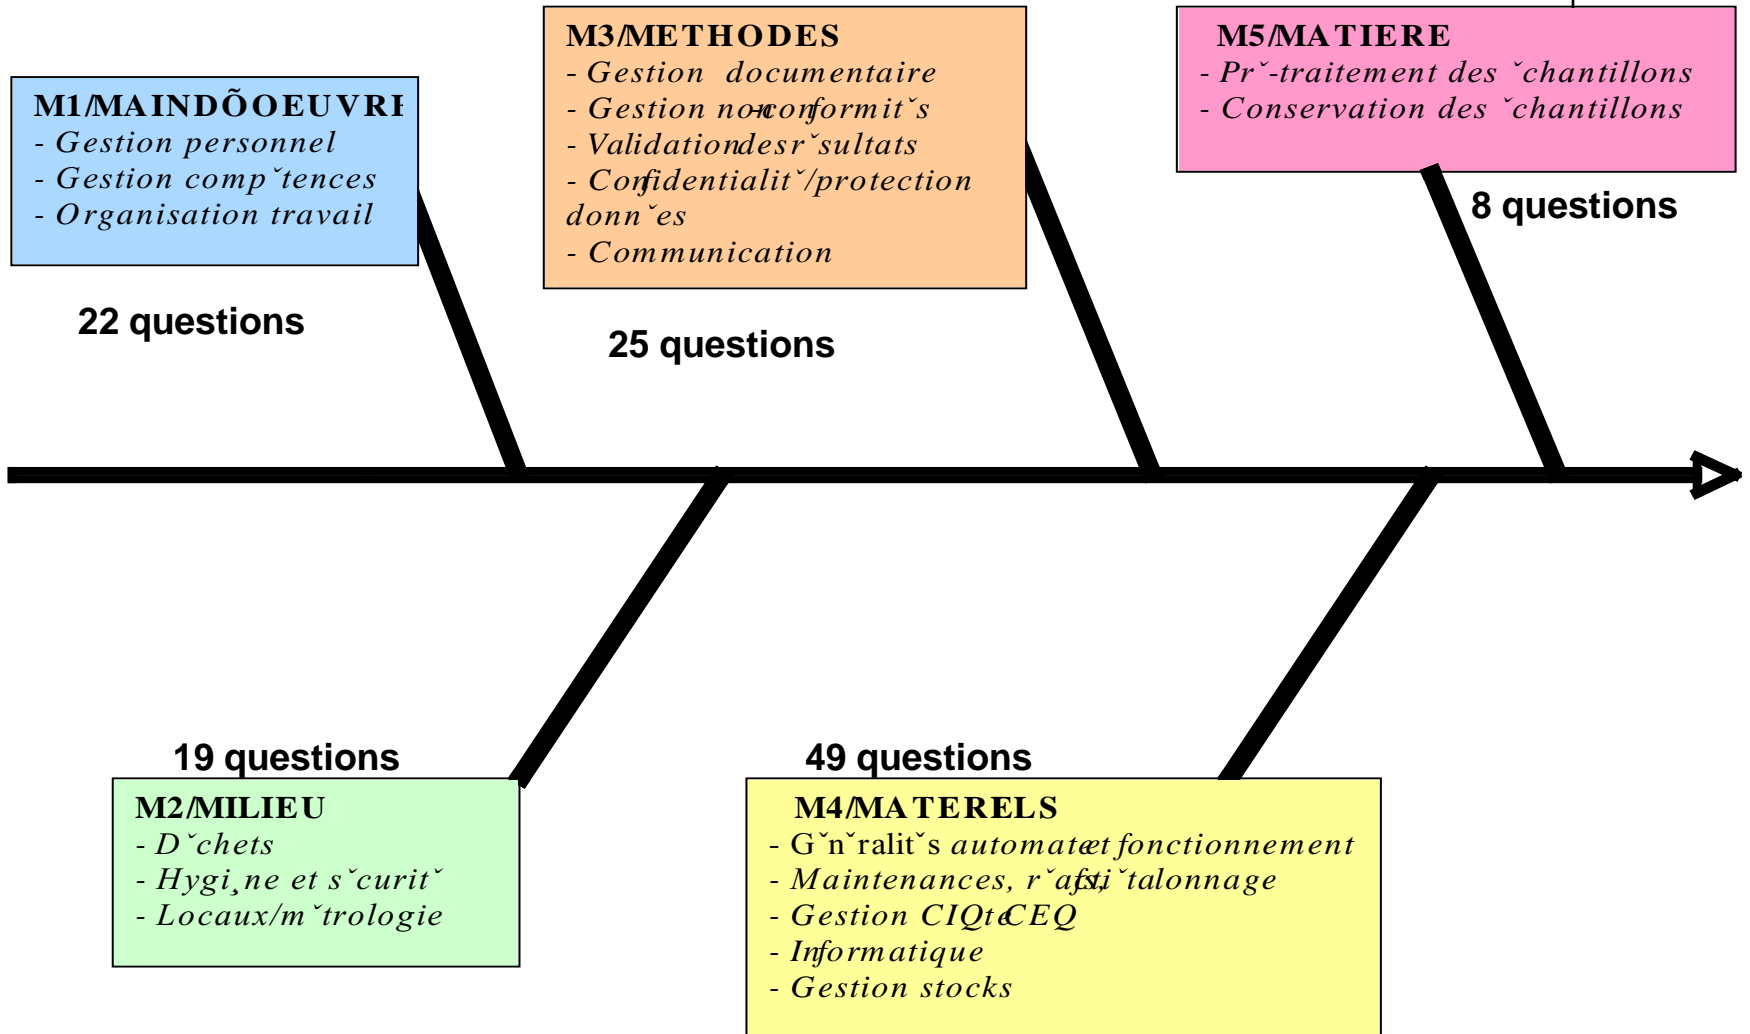 M1/MAINDÕOEUVRE
- Gestion personnel
- Gestion compˇtences
- Organisation travail
22 questions
M3/METHODES
- Gestion documentaire
- Gestion non-conformitˇs
- Validation des rˇsultats
- Confidentialitˇ/protection
donnˇes
- Communication
25 questions
M5/MATIERE
- Prˇ-traitement des ˇchantillons
- Conservation des ˇchantillons
8 questions
19 questions
M2/MILIEU
- Dˇchets
- Hygi¸ne et sˇcuritˇ
- Locaux/mˇtrologie
49 questions
M4/MATERIELS
- Gˇnˇralitˇs automate et fonctionnement
- Maintenances, ˇtalonnage
- Gestion CIQ et CEQ
- Informatique
- Gestion stocks